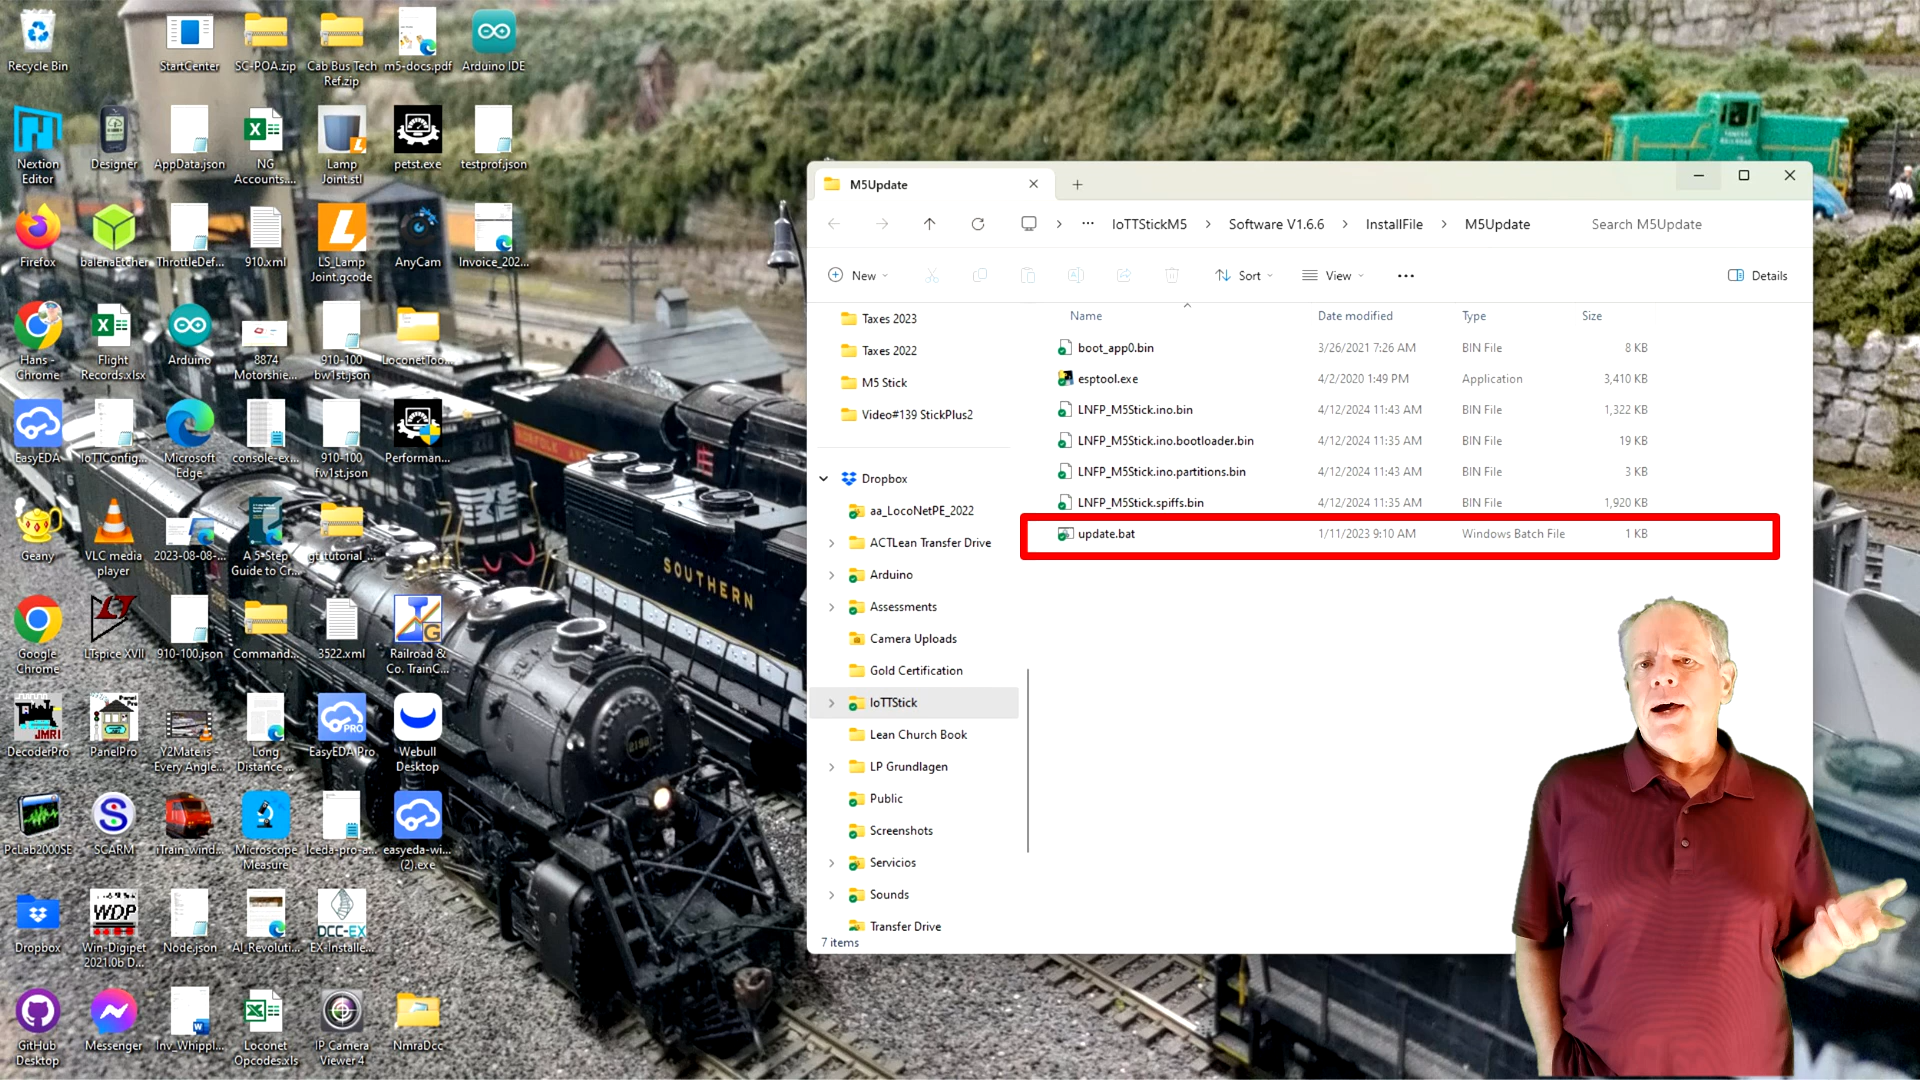 Recycle Bin
StartCenter
SC-POA.zip
Cab Bus Tech
Ref.zip
m5-docs.pdf
Arduino IDE
Nextion
Editor
Designer
AppData.json
NG
Accounts....
Lamp
Joint.stl
petst.exe
testprof.json
Firefox
balenaEtcher
ThrottleDef...
910.xml
LS_Lamp
Joint.gcode
AnyCam
Invoice_202...
Hans -
Chrome
Flight
Records.xlsx
Arduino
8874
Motorshie...
910-100
bw1st.json
LoconetToo...
EasyEDA
IoTTConfig...
Microsoft
Edge
console-ex...
910-100
fw1st.json
Performan...
Geany
VLC media
player
2023-08-08-...
A 5-Step
Guide to Cr...
gt_tutorial_...
Google
Chrome
LTspice XVII
910-100.json
Command...
3522.xml
Railroad &
Co. TrainC...
DecoderPro
PanelPro
Y2Mate.is -
Every Angle...
Long
Distance ...
EasyEDA Pro
Webull
Desktop
PcLab2000SE
SCARM
iTrain_wind...
Microscope
Measure
lceda-pro-a...
easyeda-wi...
(2).exe
Dropbox
Win-Digipet
2021.0b D...
Node.json
AI_Revoluti...
EX-Installe...
GitHub
Desktop
Messenger
Inv_Whippl...
Loconet
Opcodes.xls
IP Camera
Viewer 4
NmraDcc
JMRI
Panel
Pro
PRO
WDP
DCC-EX
SOUTHERN
M5Update
IoTTStickM5
Software V1.6.6
InstallFile
M5Update
Search M5Update
New
Sort
View
Details
Taxes 2023
Taxes 2022
M5 Stick
Video#139 StickPlus2
Dropbox
aa_LocoNetPE_2022
ACTLean Transfer Drive
Arduino
Assessments
Camera Uploads
Gold Certification
IoTTStick
Lean Church Book
LP Grundlagen
Public
Screenshots
Servicios
Sounds
Transfer Drive
7 items
Name Date modified Type Size
boot_app0.bin 3/26/2021 7:26 AM BIN File 8 KB
esptool.exe 4/2/2020 1:49 PM Application 3,410 KB
LNFP_M5Stick.ino.bin 4/12/2024 11:43 AM BIN File 1,322 KB
LNFP_M5Stick.ino.bootloader.bin 4/12/2024 11:35 AM BIN File 19 KB
LNFP_M5Stick.ino.partitions.bin 4/12/2024 11:43 AM BIN File 3 KB
LNFP_M5Stick.spiffs.bin 4/12/2024 11:35 AM BIN File 1,920 KB
update.bat 1/11/2023 9:10 AM Windows Batch File 1 KB